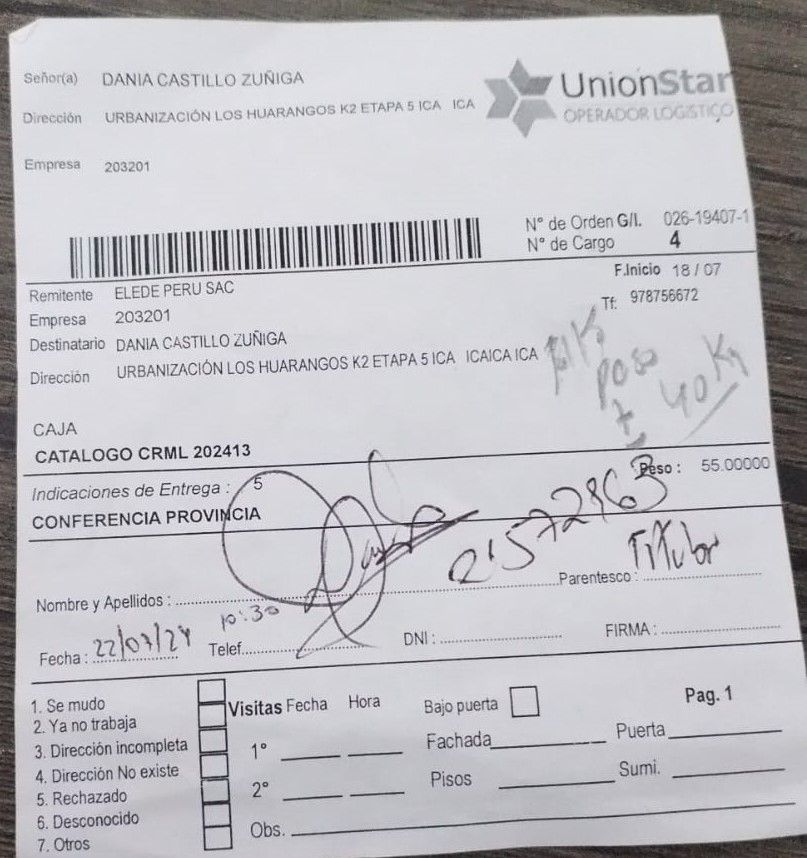 Señor(a) DANIA CASTILLO ZUÑIGA
UnionStar
Dirección URBANIZACIÓN LOS HUARANGOS K2 ETAPA 5 ICA ICA
OPERADOR LOGISTICO
Empresa 203201
N° de Orden G/I. 026-19407-1
N° de Cargo 4
F.Inicio 18 / 07
Remitente ELEDE PERU SAC
Tf: 978756672
Empresa 203201
Destinatario DANIA CASTILLO ZUÑIGA
Dirección URBANIZACIÓN LOS HUARANGOS K2 ETAPA 5 ICA ICAICA ICA
peso
40 Kg
CAJA
CATALOGO CRML 202413
Peso : 55.00000
Indicaciones de Entrega : 5
CONFERENCIA PROVINCIA
21572863
Titular
Nombre y Apellidos : Parentesco :
10:30
Fecha : 22/07/24 Telef. DNI : FIRMA :
1. Se mudo
2. Ya no trabaja
3. Dirección incompleta
4. Dirección No existe
5. Rechazado
6. Desconocido
7. Otros
Visitas Fecha Hora
1°
2°
Obs.
Bajo puerta
Pag. 1
Fachada Puerta
Pisos Sumi.